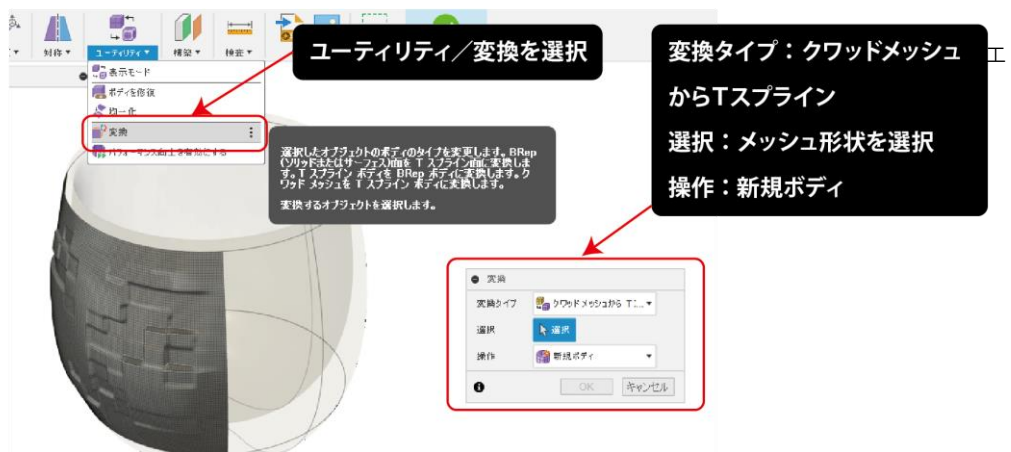 対称▼
ユーティリティ▼
構築▼
検査▼
表示モード
ボディを修復
均一化
変換
パフォーマンス向上を有効にする
ユーティリティ／変換を選択
選択したオブジェクトのボディのタイプを変更します。BRep
(ソリッドまたはサーフェス)面を T スプライン面に変換しま
す。T スプライン ボディを BRep ボディに変換します。ク
ワッド メッシュを T スプライン ボディに変換します。
変換するオブジェクトを選択します。
変換タイプ：クワッドメッシュ
からTスプライン
選択：メッシュ形状を選択
操作：新規ボディ
工
変換
変換タイプ
クワッド メッシュから T...
選択
選択
操作
新規ボディ
OK
キャンセル